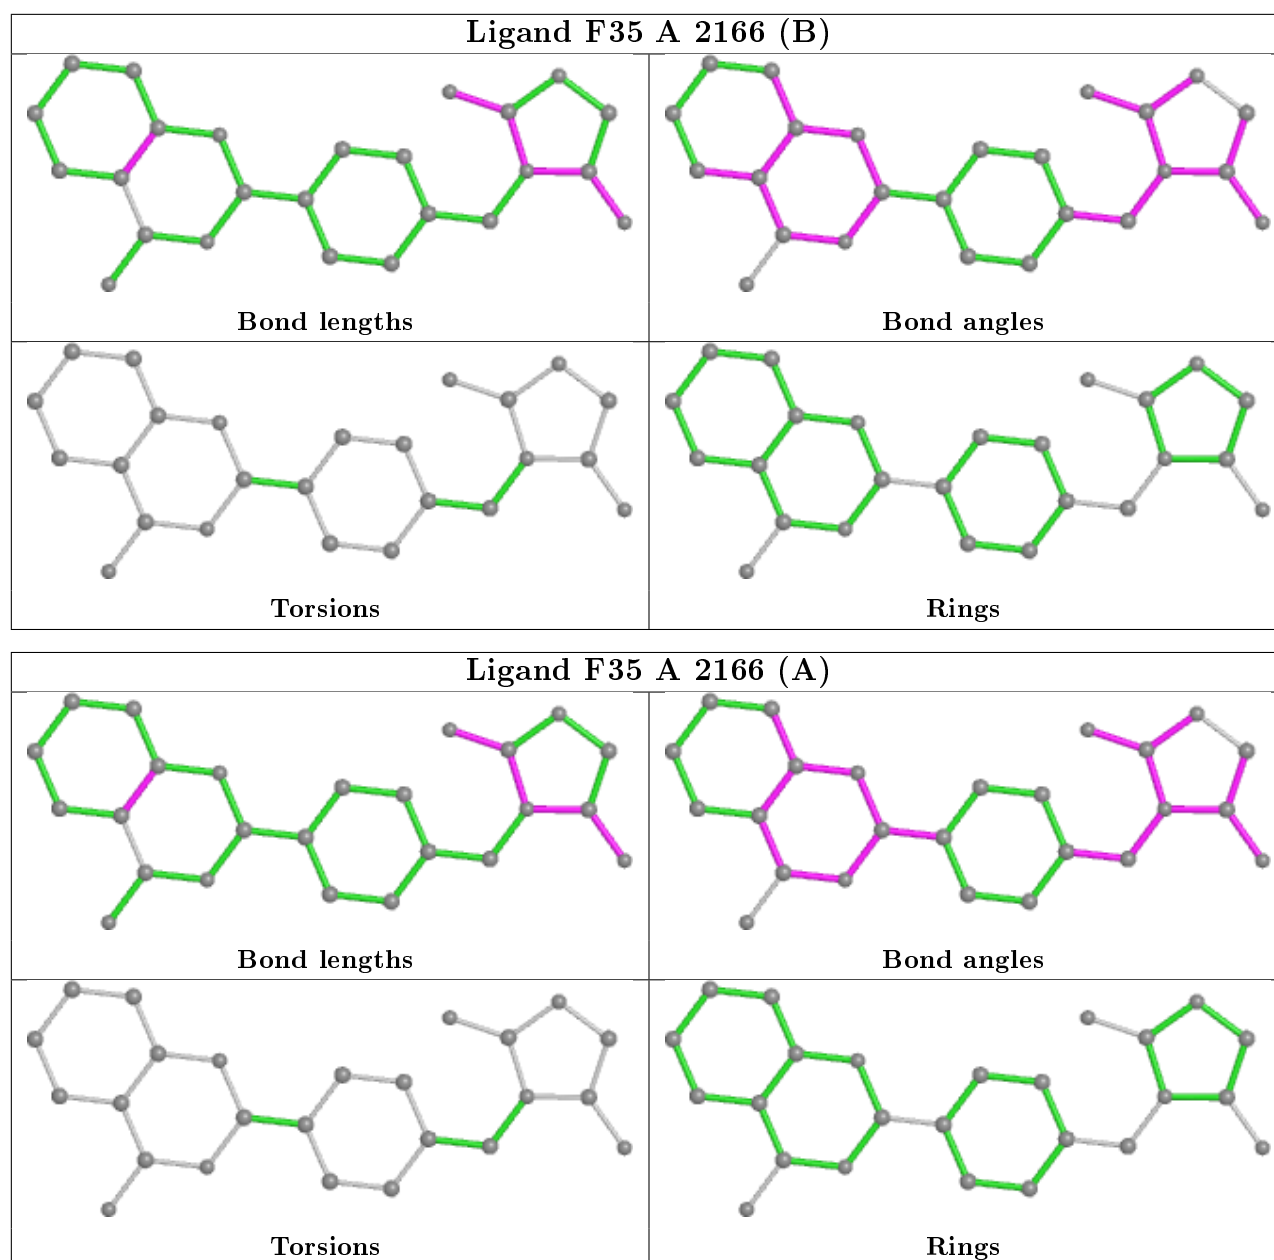 Ligand F35 A 2166 (B)
Bond lengths
Bond angles
Torsions
Rings
Ligand F35 A 2166 (A)
Bond lengths
Bond angles
Torsions
Rings